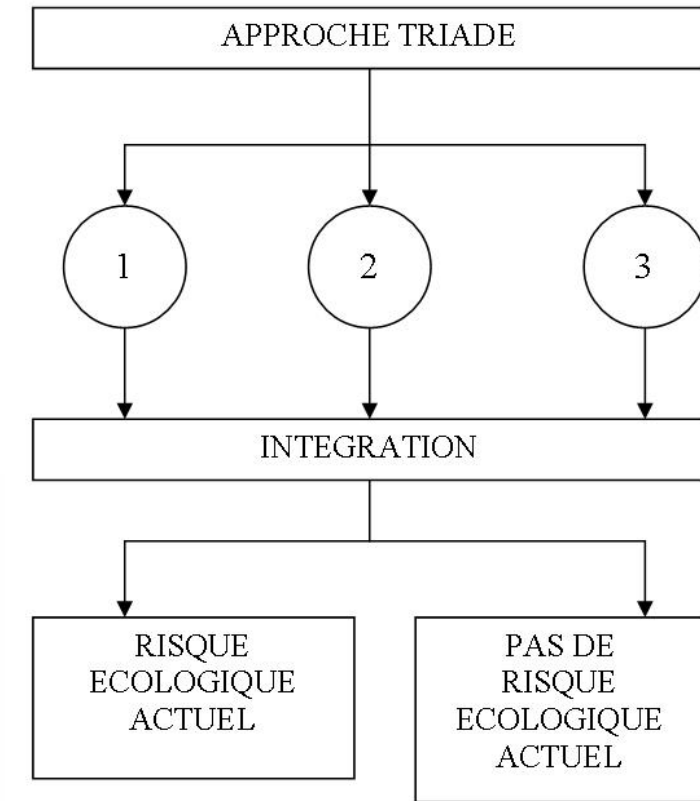 APPROCHE TRIADE
1
2
3
INTEGRATION
RISQUE
ECOLOGIQUE
ACTUEL
PAS DE
RISQUE
ECOLOGIQUE
ACTUEL